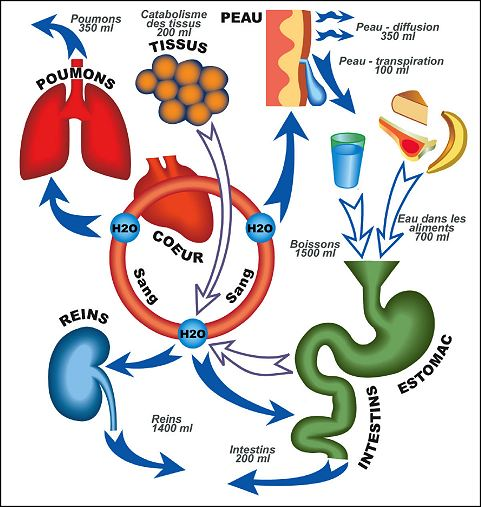 Poumons
350 ml
POUMONS
Catabolisme
des tissus
200 ml
TISSUS
PEAU
Peau - diffusion
350 ml
Peau - transpiration
100 ml
H2O
H2O
COEUR
Sang
Sang
H2O
Boissons
1500 ml
Eau dans les
aliments
700 ml
REINS
ESTOMAC
INTESTINS
Reins
1400 ml
Intestins
200 ml